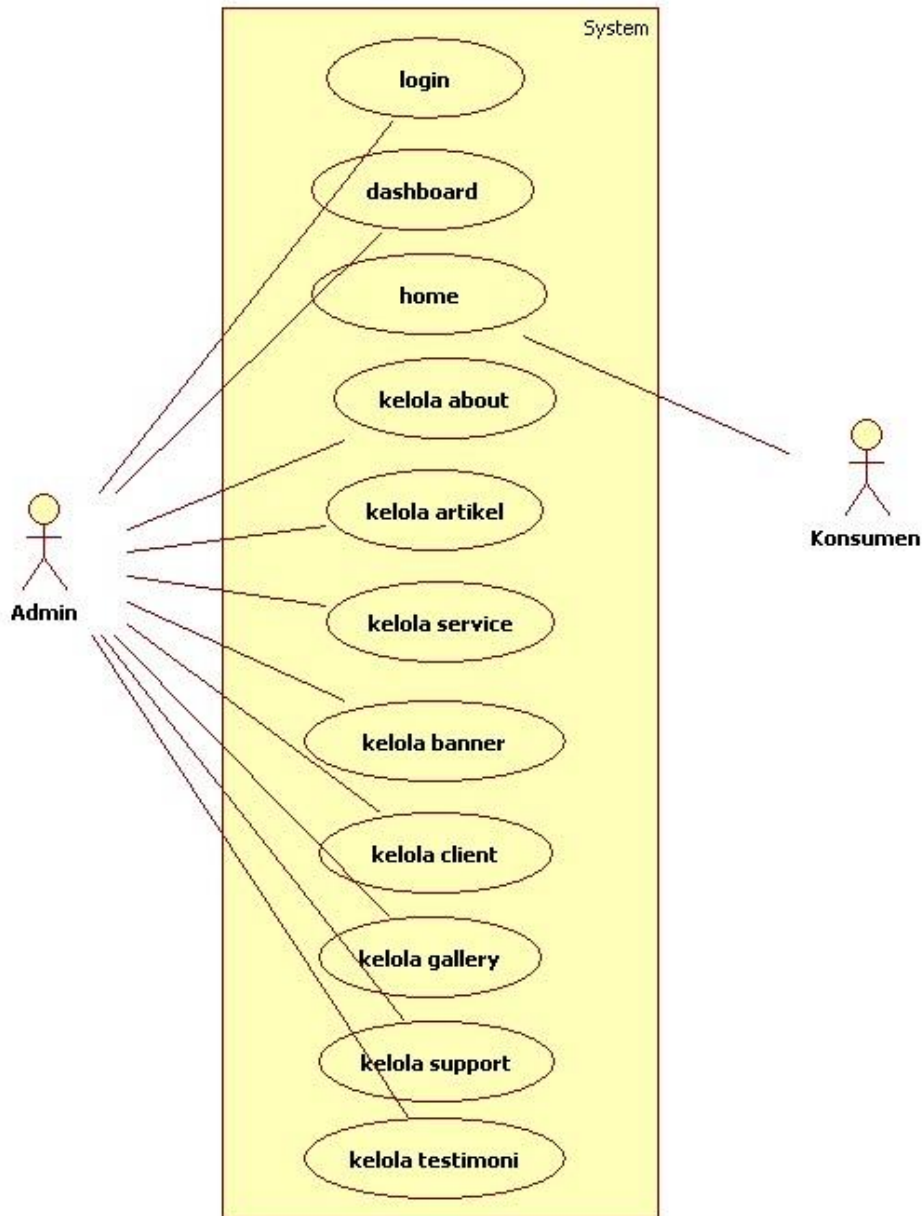 System
login
dashboard
home
kelola about
kelola artikel
kelola service
kelola banner
kelola client
kelola gallery
kelola support
kelola testimoni
Admin
Konsumen